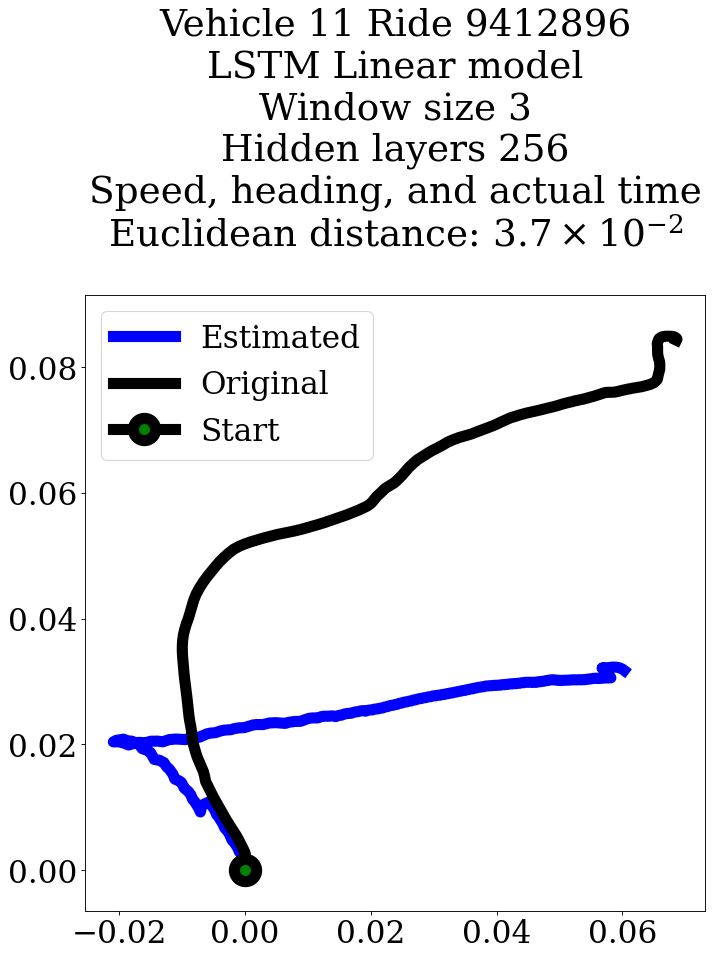 Vehicle 11 Ride 9412896
LSTM Linear model
Window size 3
Hidden layers 256
Speed, heading, and actual time
Euclidean distance: 3.7 × 10⁻²
Estimated
Original
Start
0.08
0.06
0.04
0.02
0.00
−0.02 0.00 0.02 0.04 0.06